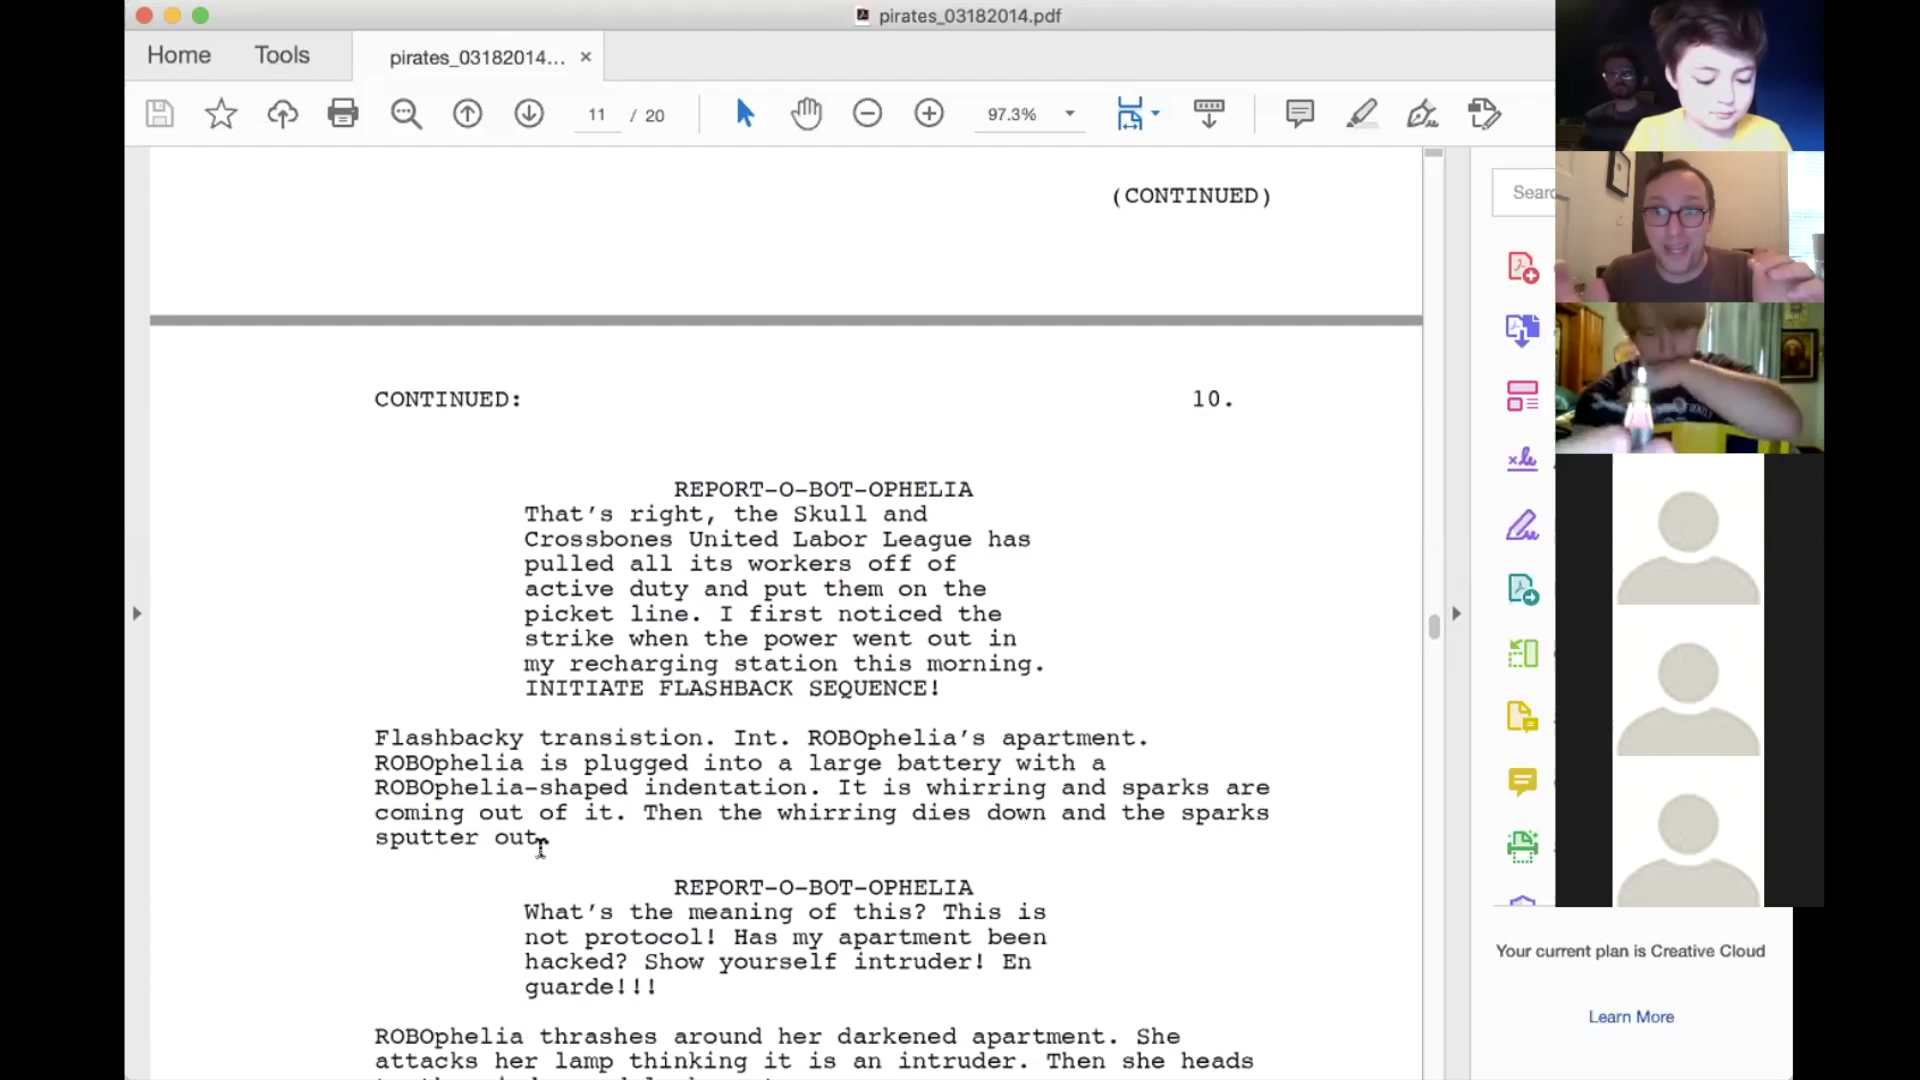 pirates_03182014.pdf
Home
Tools
pirates_03182014...
11 / 20
97.3%
(CONTINUED)
Sear
CONTINUED:
10.
REPORT-O-BOT-OPHELIA
That's right, the Skull and
Crossbones United Labor League has
pulled all its workers off of
active duty and put them on the
picket line. I first noticed the
strike when the power went out in
my recharging station this morning.
INITIATE FLASHBACK SEQUENCE!
Flashbacky transistion. Int. ROBOphelia's apartment.
ROBOphelia is plugged into a large battery with a
ROBOphelia-shaped indentation. It is whirring and sparks are
coming out of it. Then the whirring dies down and the sparks
sputter out.
REPORT-O-BOT-OPHELIA
What's the meaning of this? This is
not protocol! Has my apartment been
hacked? Show yourself intruder! En
guarde!!!
ROBOphelia thrashes around her darkened apartment. She
attacks her lamp thinking it is an intruder. Then she heads
Your current plan is Creative Cloud
Learn More